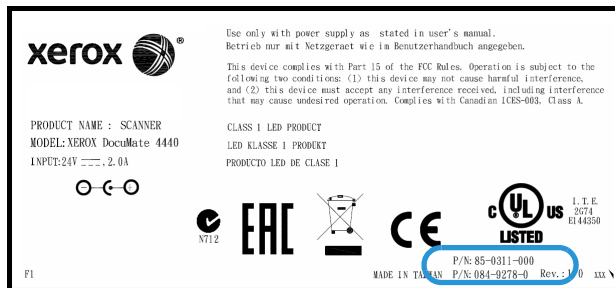 xerox ®
Use only with power supply as stated in user's manual.
Betrieb nur mit Netzgeraet wie im Benutzerhandbuch angegeben.
This device complies with Part 15 of the FCC Rules. Operation is subject to the
following two conditions: (1) this device may not cause harmful interference,
and (2) this device must accept any interference received, including interference
that may cause undesired operation. Complies with Canadian ICES-003, Class A.
PRODUCT NAME : SCANNER
MODEL:XEROX DocuMate 4440
INPUT:24V ⎓, 2.0A
CLASS 1 LED PRODUCT
LED KLASSE 1 PRODUKT
PRODUCTO LED DE CLASE 1
N712
EAC
CE
C UL US
LISTED
I.T.E.
2G74
E144350
P/N:85-0311-000
MADE IN TAIWAN P/N:084-9278-0 Rev.:1.0 XXX
F1